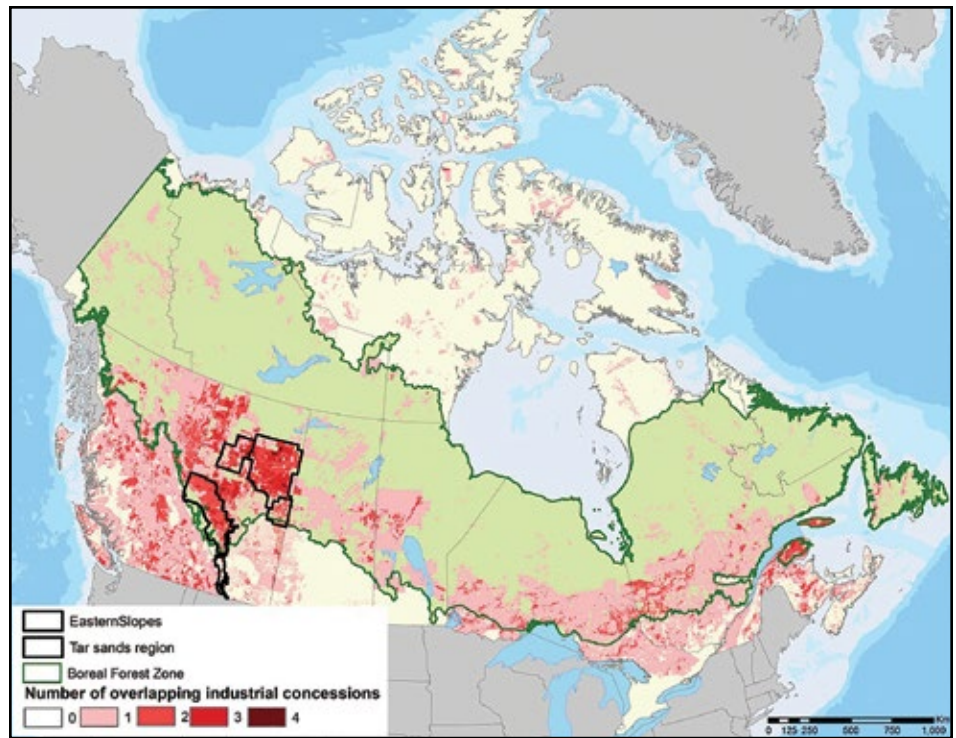 EasternSlopes
Tar sands region
Boreal Forest Zone
Number of overlapping industrial concessions
0 1 2 3 4
Km
0 125 250 500 750 1,000